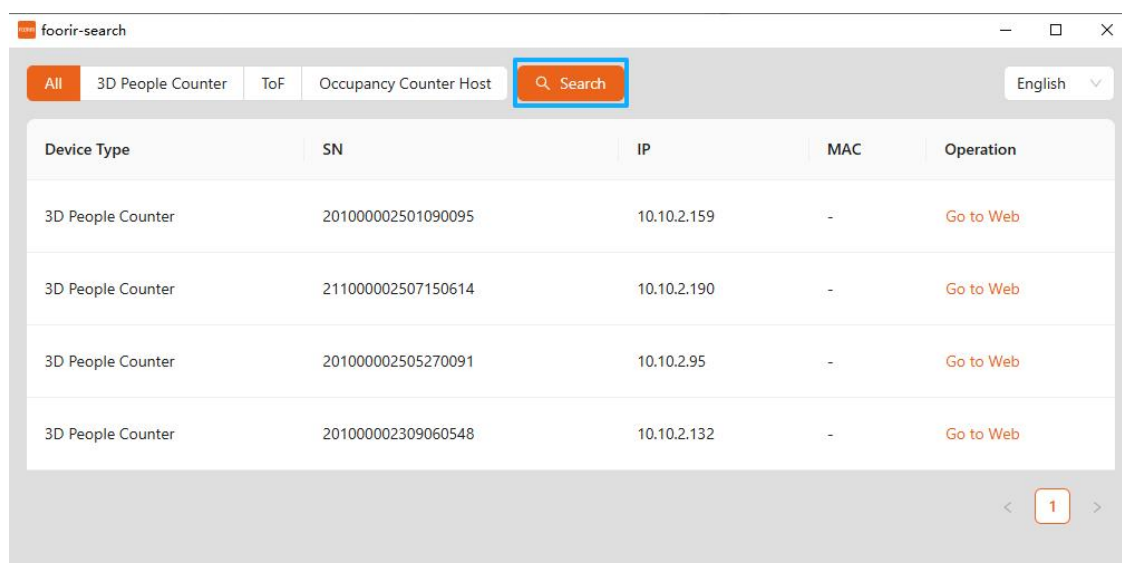 foorir-search
All 3D People Counter ToF Occupancy Counter Host Search English
Device Type SN IP MAC Operation
3D People Counter 201000002501090095 10.10.2.159 - Go to Web
3D People Counter 211000002507150614 10.10.2.190 - Go to Web
3D People Counter 201000002505270091 10.10.2.95 - Go to Web
3D People Counter 201000002309060548 10.10.2.132 - Go to Web
< 1 >